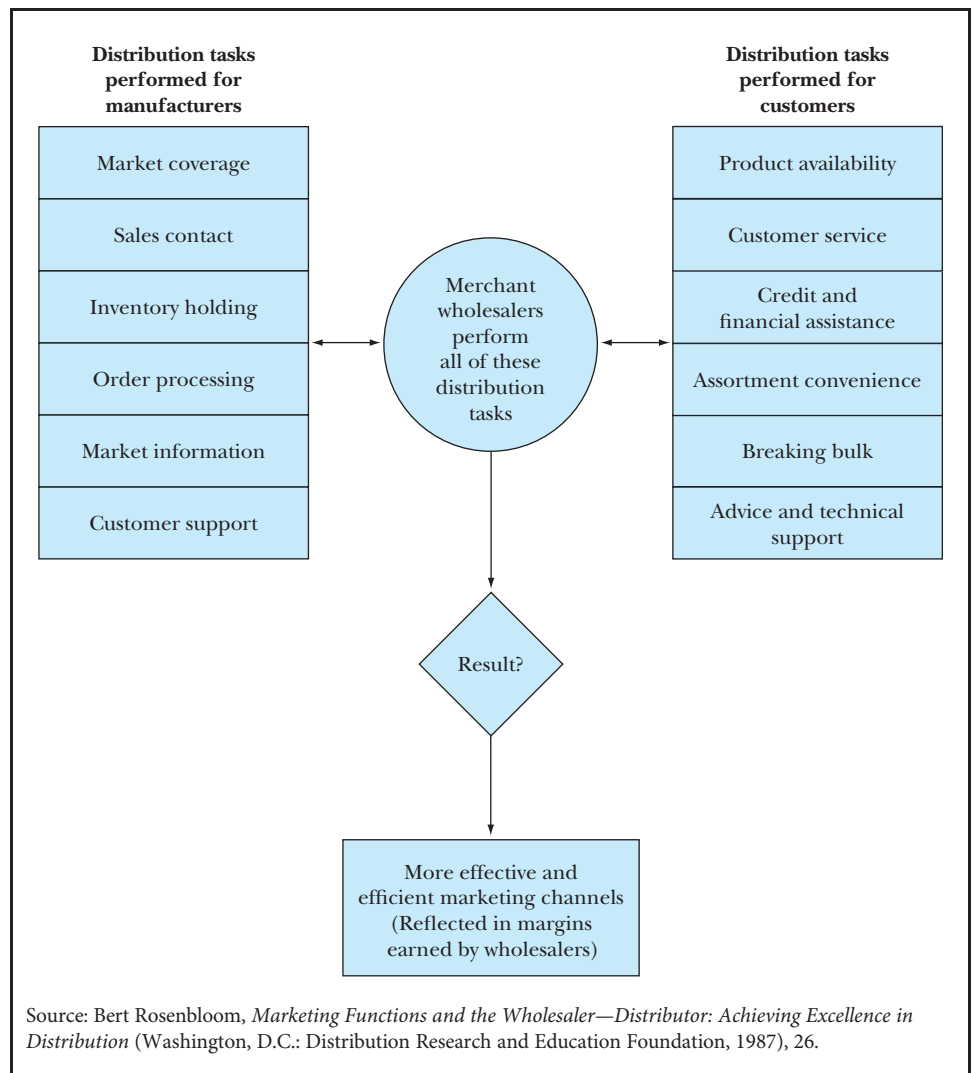 Distribution tasks
performed for
manufacturers
Market coverage
Sales contact
Inventory holding
Order processing
Market information
Customer support
Merchant
wholesalers
perform
all of these
distribution
tasks
Distribution tasks
performed for
customers
Product availability
Customer service
Credit and
financial assistance
Assortment convenience
Breaking bulk
Advice and technical
support
Result?
More effective and
efficient marketing channels
(Reflected in margins
earned by wholesalers)
Source: Bert Rosenbloom, Marketing Functions and the Wholesaler—Distributor: Achieving Excellence in
Distribution (Washington, D.C.: Distribution Research and Education Foundation, 1987), 26.